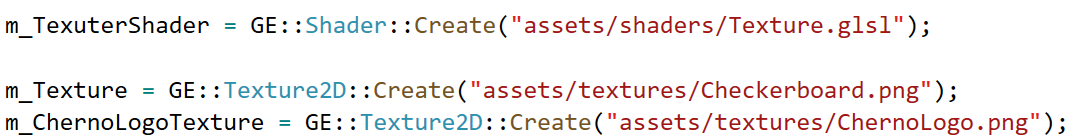 m_TexuterShader = GE::Shader::Create("assets/shaders/Texture.glsl");
m_Texture = GE::Texture2D::Create("assets/textures/Checkerboard.png");
m_ChernoLogoTexture = GE::Texture2D::Create("assets/textures/ChernoLogo.png");